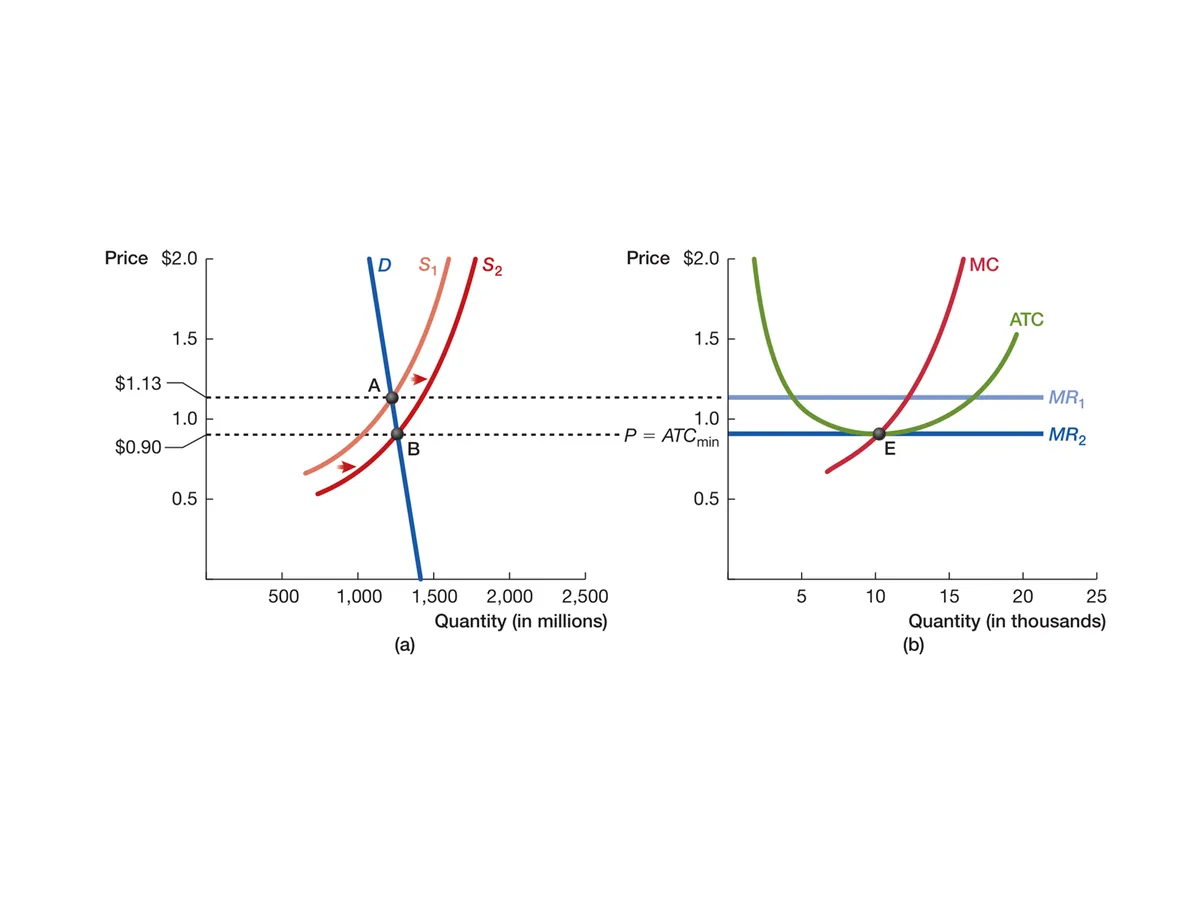 Price $2.0
D
S1
S2
1.5
$1.13
A
1.0
$0.90
B
0.5
500 1,000 1,500 2,000 2,500
Quantity (in millions)
(a)
Price $2.0
MC
ATC
1.5
MR1
1.0
P = ATCmin
MR2
E
0.5
5 10 15 20 25
Quantity (in thousands)
(b)